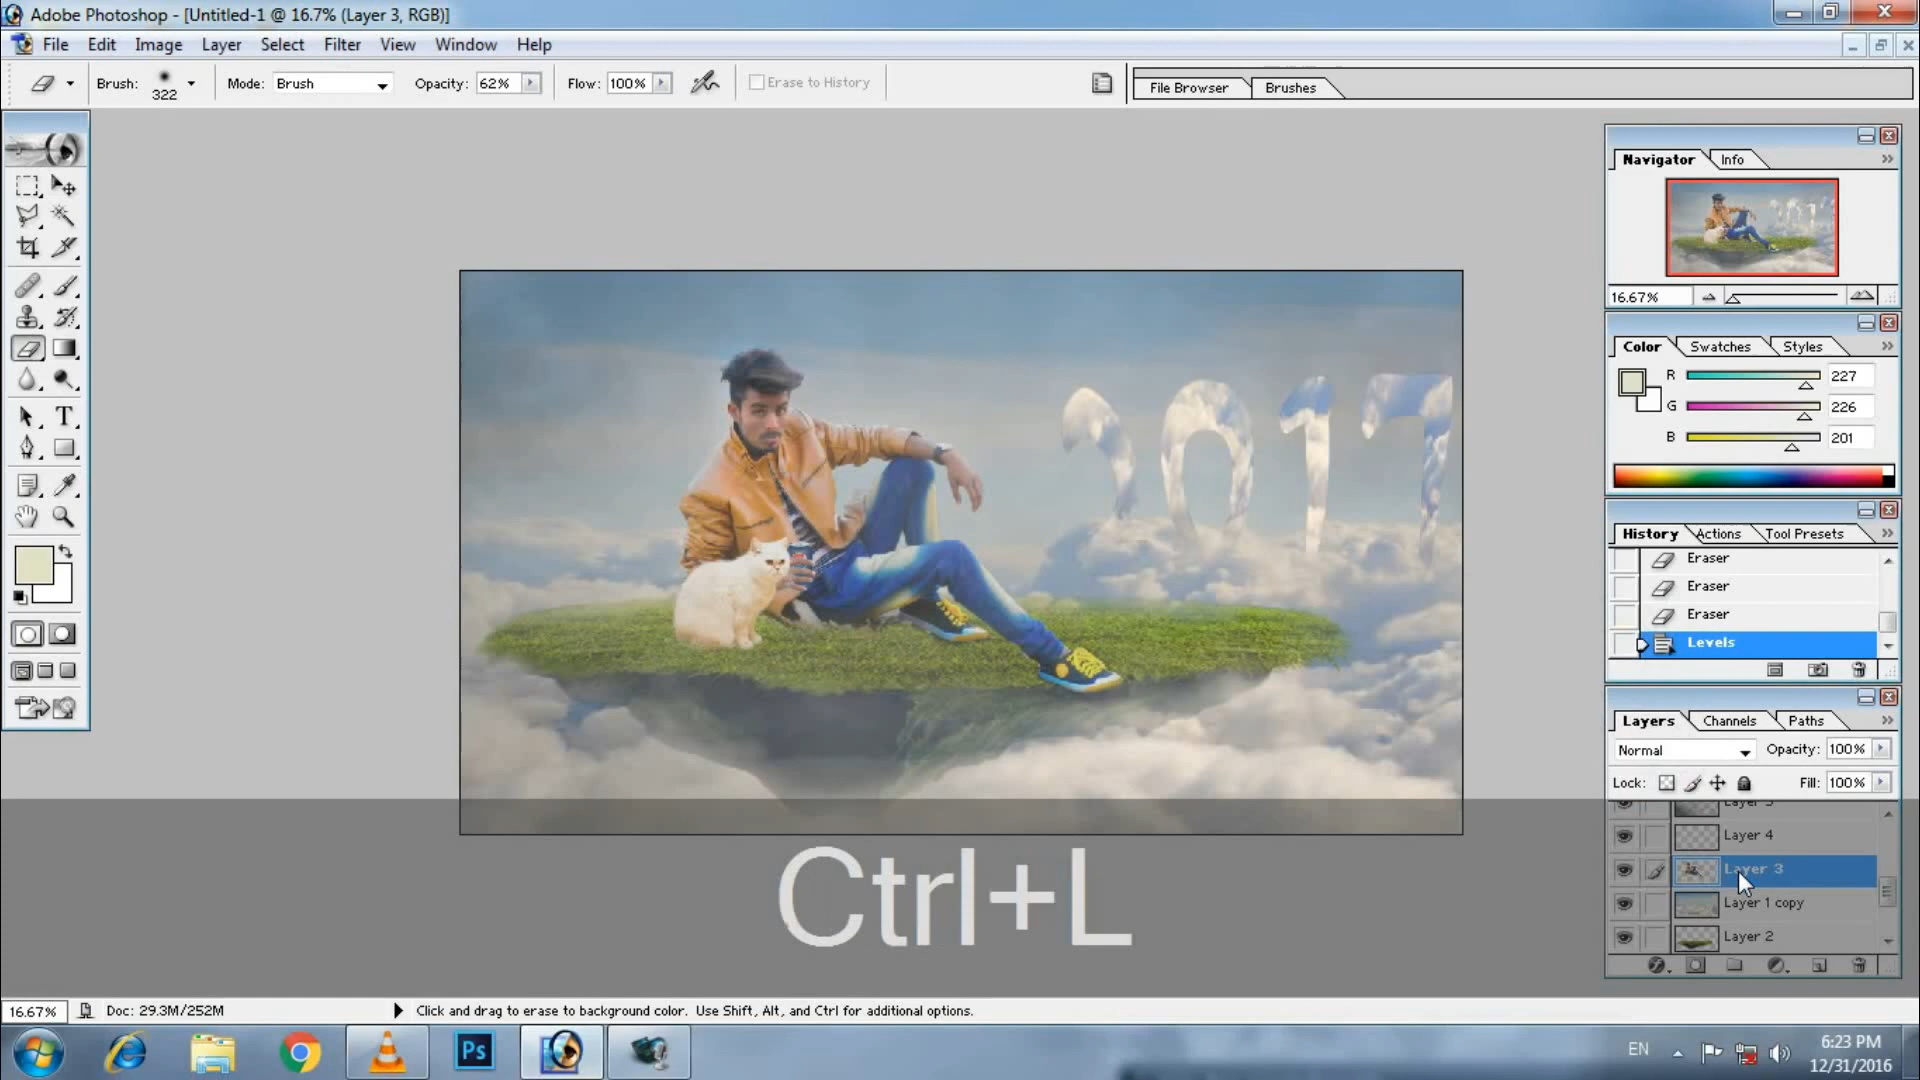 Adobe Photoshop - [Untitled-1 @ 16.7% (Layer 3, RGB)]
File Edit Image Layer Select Filter View Window Help
Brush: 322 Mode: Brush Opacity: 62% Flow: 100% Erase to History File Browser Brushes
Navigator Info
16.67%
Color Swatches Styles
R 227
G 226
B 201
2017
History Actions Tool Presets
Eraser
Eraser
Eraser
Levels
Layers Channels Paths
Normal Opacity: 100%
Lock: Fill: 100%
Layer 4
Layer 3
Layer 1 copy
Layer 2
Ctrl+L
16.67% Doc: 29.3M/252M Click and drag to erase to background color. Use Shift, Alt, and Ctrl for additional options.
Ps
EN
6:23 PM
12/31/2016